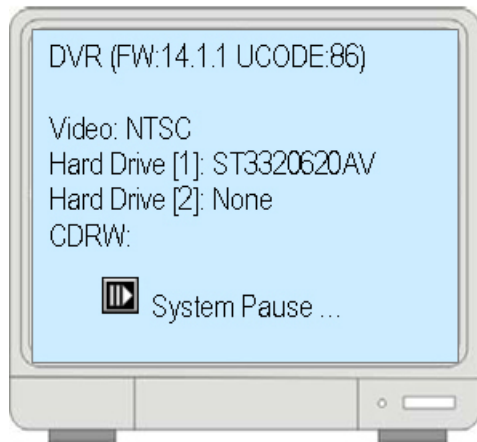 DVR (FW:14.1.1 UCODE:86)
Video: NTSC
Hard Drive [1]: ST3320620AV
Hard Drive [2]: None
CDRW:
System Pause ...